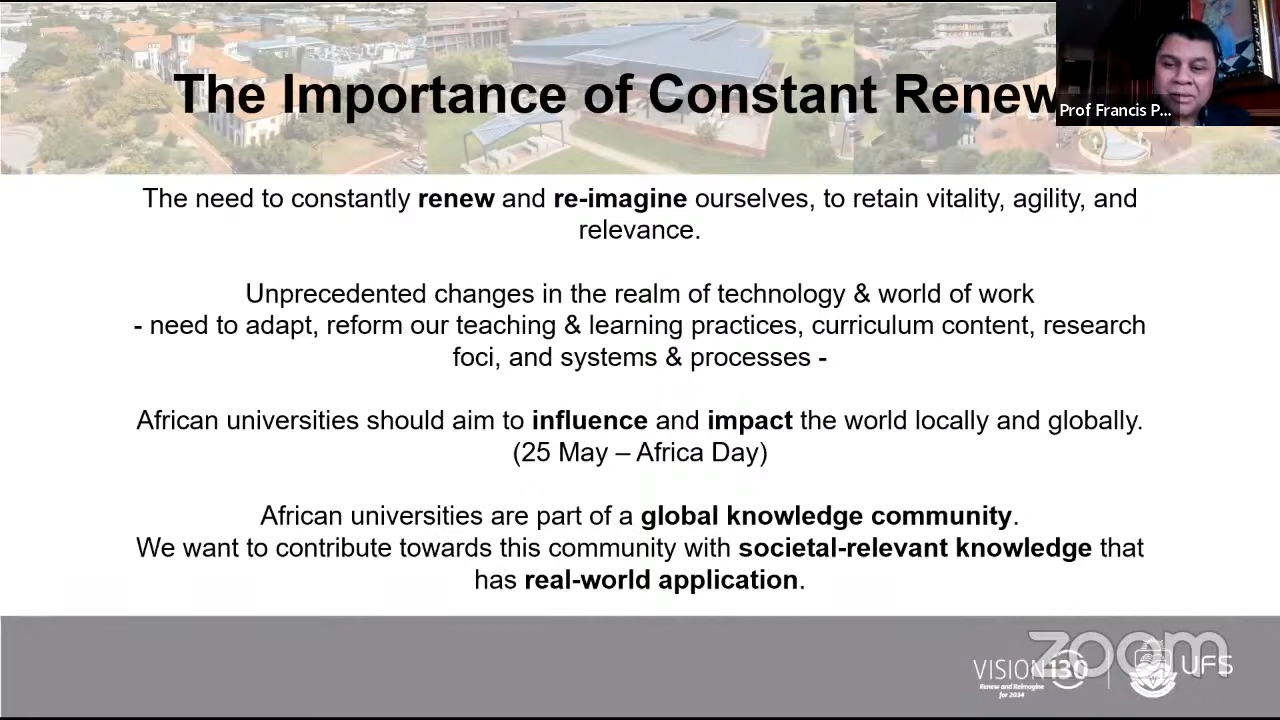 The Importance of Constant Renew
Prof Francis P...
The need to constantly renew and re-imagine ourselves, to retain vitality, agility, and
relevance.
Unprecedented changes in the realm of technology & world of work
- need to adapt, reform our teaching & learning practices, curriculum content, research
foci, and systems & processes -
African universities should aim to influence and impact the world locally and globally.
(25 May – Africa Day)
African universities are part of a global knowledge community.
We want to contribute towards this community with societal-relevant knowledge that
has real-world application.
zoom
VISION 130
Renew and Reimagine
for 2034
UFS